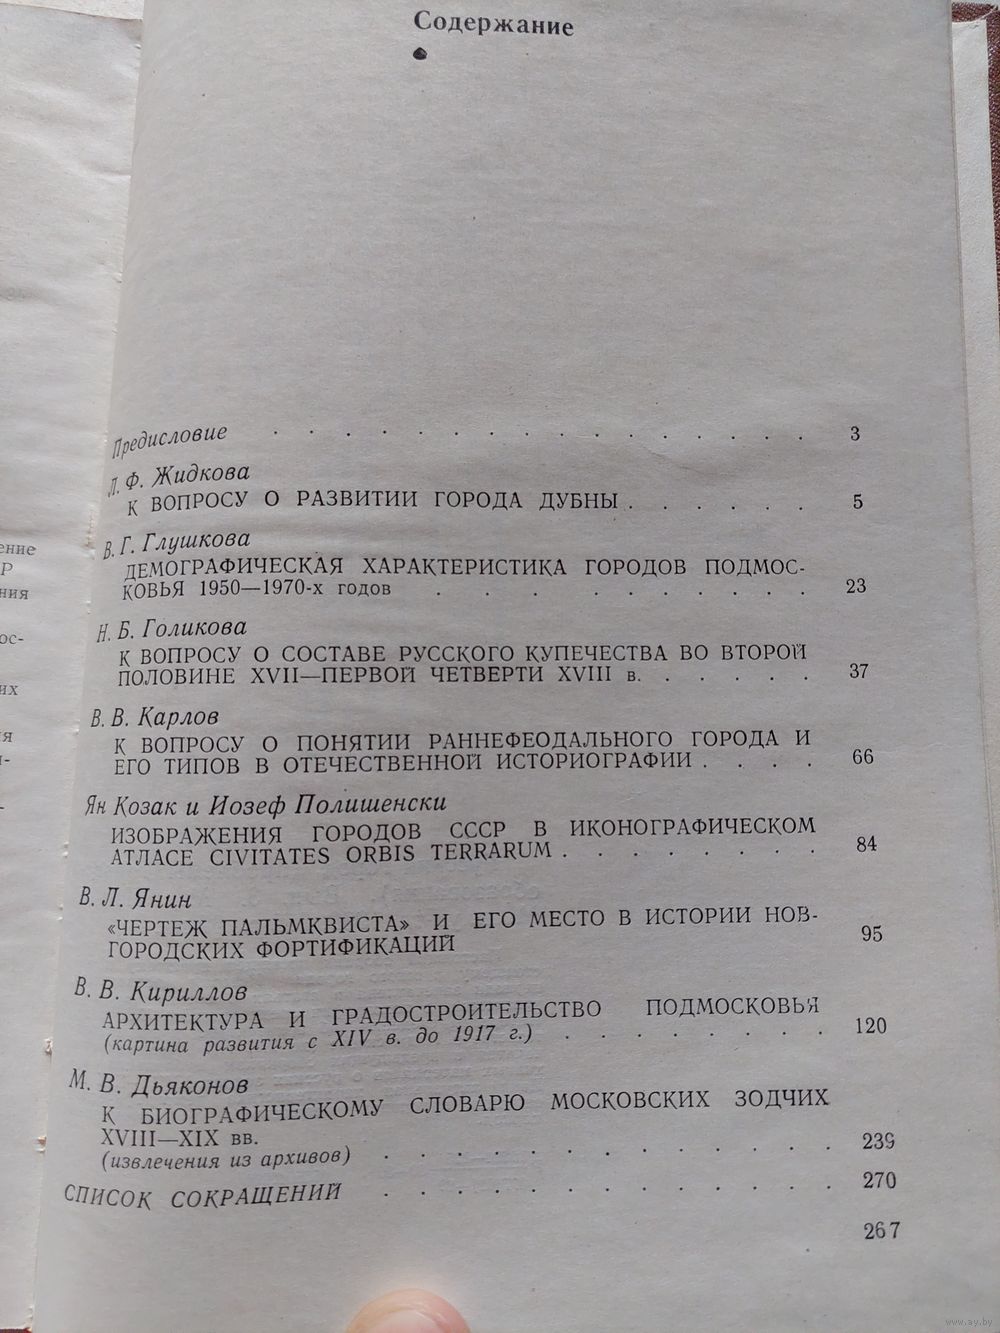 Содержание
Предисловие . . . . . . . . . . . . . . . 3
Л. Ф. Жидкова
К ВОПРОСУ О РАЗВИТИИ ГОРОДА ДУБНЫ . . . . . . 5
В. Г. Глушкова
ДЕМОГРАФИЧЕСКАЯ ХАРАКТЕРИСТИКА ГОРОДОВ ПОДМОС-
КОВЬЯ 1950—1970-х годов . . . . . . . . . 23
Н. Б. Голикова
К ВОПРОСУ О СОСТАВЕ РУССКОГО КУПЕЧЕСТВА ВО ВТОРОЙ
ПОЛОВИНЕ XVII—ПЕРВОЙ ЧЕТВЕРТИ XVIII в. . . . . . 37
В. В. Карлов
К ВОПРОСУ О ПОНЯТИИ РАННЕФЕОДАЛЬНОГО ГОРОДА И
ЕГО ТИПОВ В ОТЕЧЕСТВЕННОЙ ИСТОРИОГРАФИИ . . . . 66
Ян Козак и Иозеф Полишенски
ИЗОБРАЖЕНИЯ ГОРОДОВ СССР В ИКОНОГРАФИЧЕСКОМ
АТЛАСЕ CIVITATES ORBIS TERRARUM . . . . . . . . 84
В. Л. Янин
«ЧЕРТЕЖ ПАЛЬМКВИСТА» И ЕГО МЕСТО В ИСТОРИИ НОВ-
ГОРОДСКИХ ФОРТИФИКАЦИЙ 95
В. В. Кириллов
АРХИТЕКТУРА И ГРАДОСТРОИТЕЛЬСТВО ПОДМОСКОВЬЯ
(картина развития с XIV в. до 1917 г.) . . . . . . . . 120
М. В. Дьяконов
К БИОГРАФИЧЕСКОМУ СЛОВАРЮ МОСКОВСКИХ ЗОДЧИХ
XVIII—XIX вв.
(извлечения из архивов) . . . . . . . . . . . . . 239
СПИСОК СОКРАЩЕНИЙ . . . . . . . . . . . . . 270
267
www.ay.by